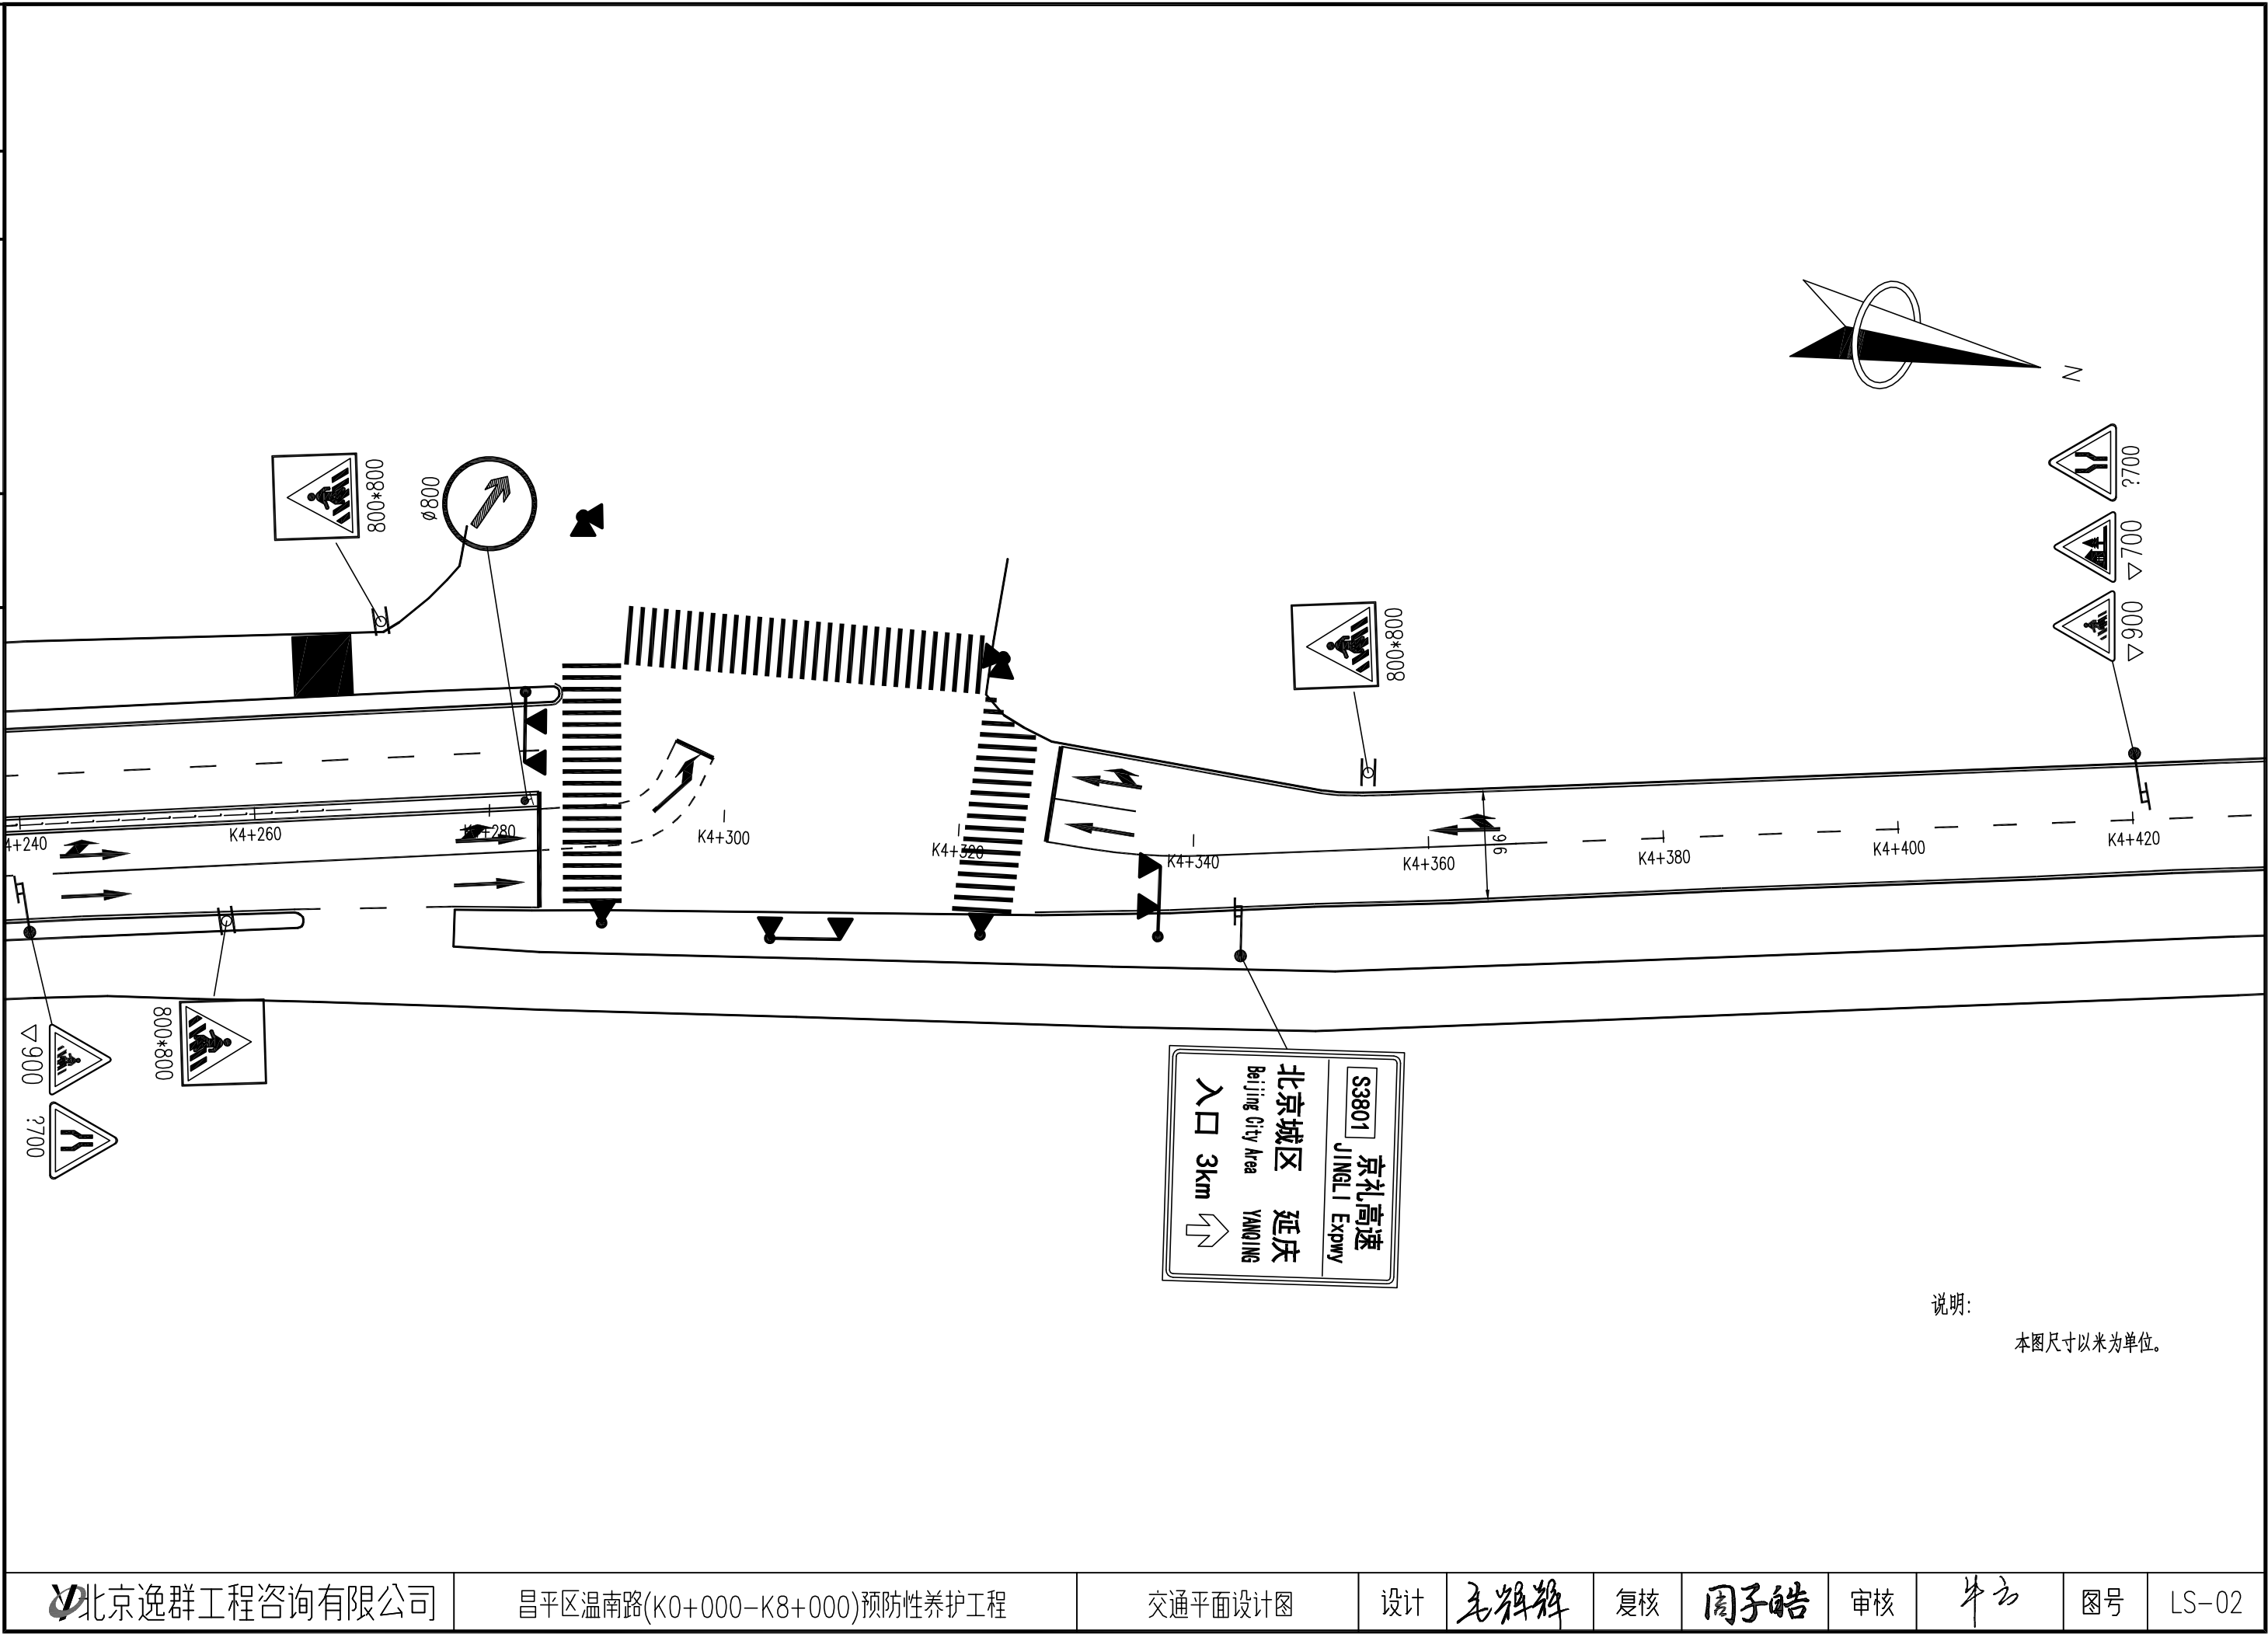 N
?700
▽700
▽900
800*800
ø800
800*800
K4+260
K4+300
K4+340
K4+360
K4+380
K4+400
K4+420
4+240
K4+320
+280
9.6
▽900
?700
800*800
S3801
京礼高速
JINGLI Expwy
北京城区 延庆
Beijing City Area YANQING
入口 3km
说明:
本图尺寸以米为单位。
北京逸群工程咨询有限公司
昌平区温南路(K0+000-K8+000)预防性养护工程
交通平面设计图
设计
复核 周子皓
审核
图号 LS-02